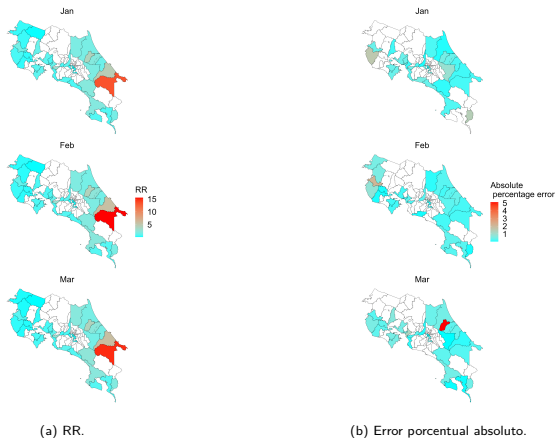 Jan
Feb
RR
15
10
5
Mar
(a) RR.
Jan
Feb
Absolute
percentage error
5
4
3
2
1
Mar
(b) Error porcentual absoluto.